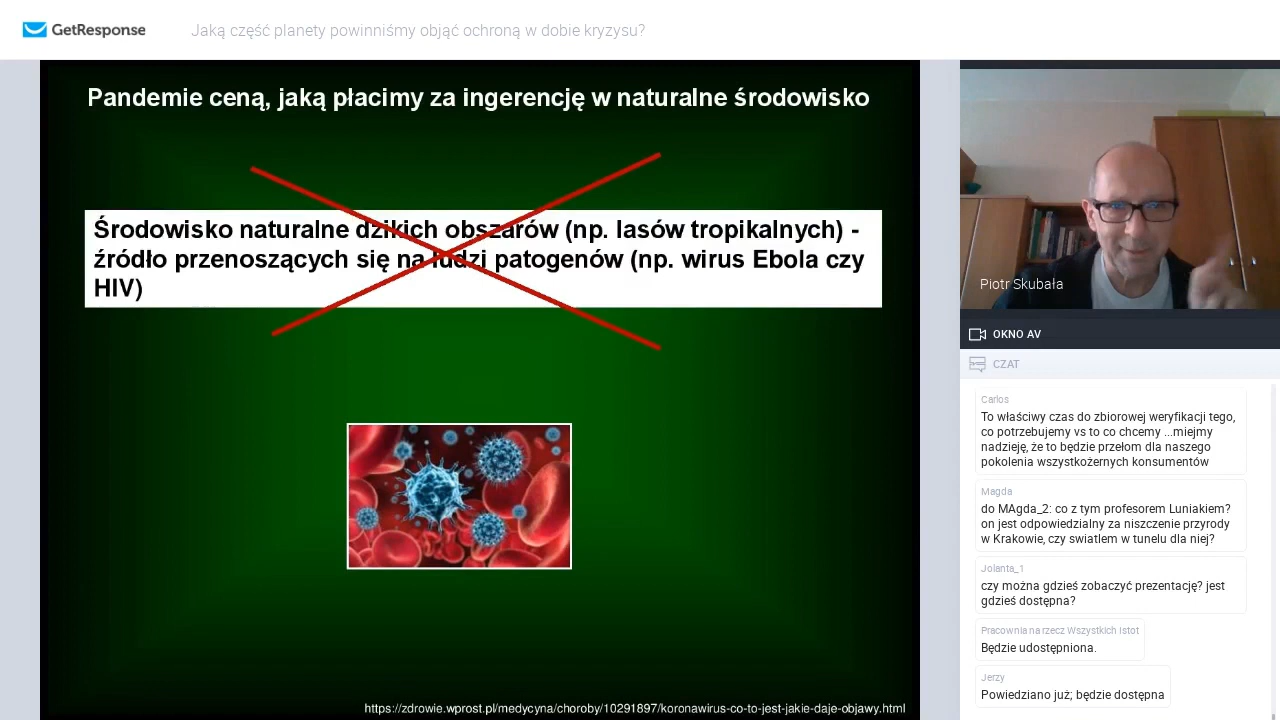 GetResponse
Jaką część planety powinniśmy objąć ochroną w dobie kryzysu?
Pandemie ceną, jaką płacimy za ingerencję w naturalne środowisko
Środowisko naturalne dzikich obszarów (np. lasów tropikalnych) -
źródło przenoszących się na ludzi patogenów (np. wirus Ebola czy
HIV)
https://zdrowie.wprost.pl/medycyna/choroby/10291897/koronawirus-co-to-jest-jakie-daje-objawy.html
Piotr Skubała
OKNO AV
CZAT
Carlos
To właściwy czas do zbiorowej weryfikacji tego,
co potrzebujemy vs to co chcemy ...miejmy
nadzieję, że to będzie przełom dla naszego
pokolenia wszystkożernych konsumentów
Magda
do MAgda_2: co z tym profesorem Luniakiem?
on jest odpowiedzialny za niszczenie przyrody
w Krakowie, czy swiatlem w tunelu dla niej?
Jolanta_1
czy można gdzieś zobaczyć prezentację? jest
gdzieś dostępna?
Pracownia na rzecz Wszystkich Istot
Będzie udostępniona.
Jerzy
Powiedziano już; będzie dostępna